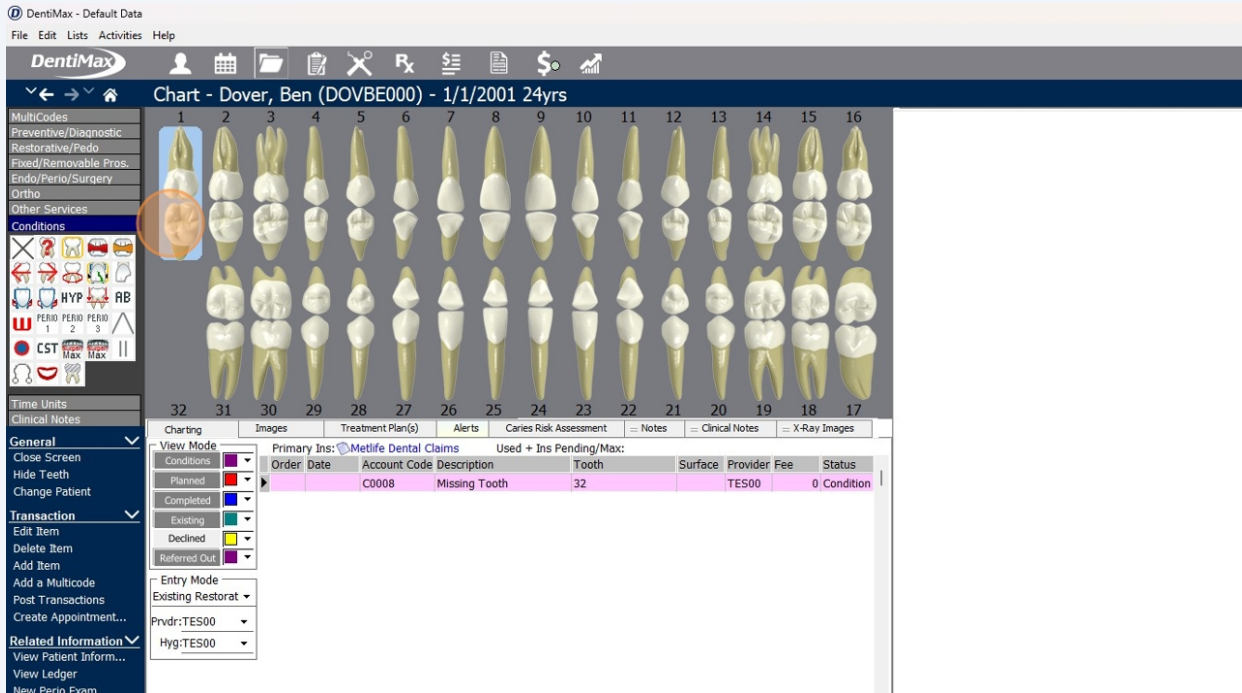 DentiMax - Default Data
File Edit Lists Activities Help
DentiMax
Rx
Chart - Dover, Ben (DOVBE000) - 1/1/2001 24yrs
MultiCodes
Preventive/Diagnostic
Restorative/Pedo
Fixed/Removable Pros.
Endo/Perio/Surgery
Ortho
Other Services
Conditions
HYP AB
PERIO 1 PERIO 2 PERIO 3
CST Max Max
Time Units
Clinical Notes
1 2 3 4 5 6 7 8 9 10 11 12 13 14 15 16
32 31 30 29 28 27 26 25 24 23 22 21 20 19 18 17
Charting Images Treatment Plan(s) Alerts Caries Risk Assessment Notes Clinical Notes X-Ray Images
General
Close Screen
Hide Teeth
Change Patient
Transaction
Edit Item
Delete Item
Add Item
Add a Multicode
Post Transactions
Create Appointment...
Related Information
View Patient Inform...
View Ledger
New Perio Exam
View Mode
Conditions
Planned
Completed
Existing
Declined
Referred Out
Entry Mode
Existing Restorat
Prvdr:TES00
Hyg:TES00
Primary Ins: Metlife Dental Claims Used + Ins Pending/Max:
Order Date Account Code Description Tooth Surface Provider Fee Status
C0008 Missing Tooth 32 TES00 0 Condition